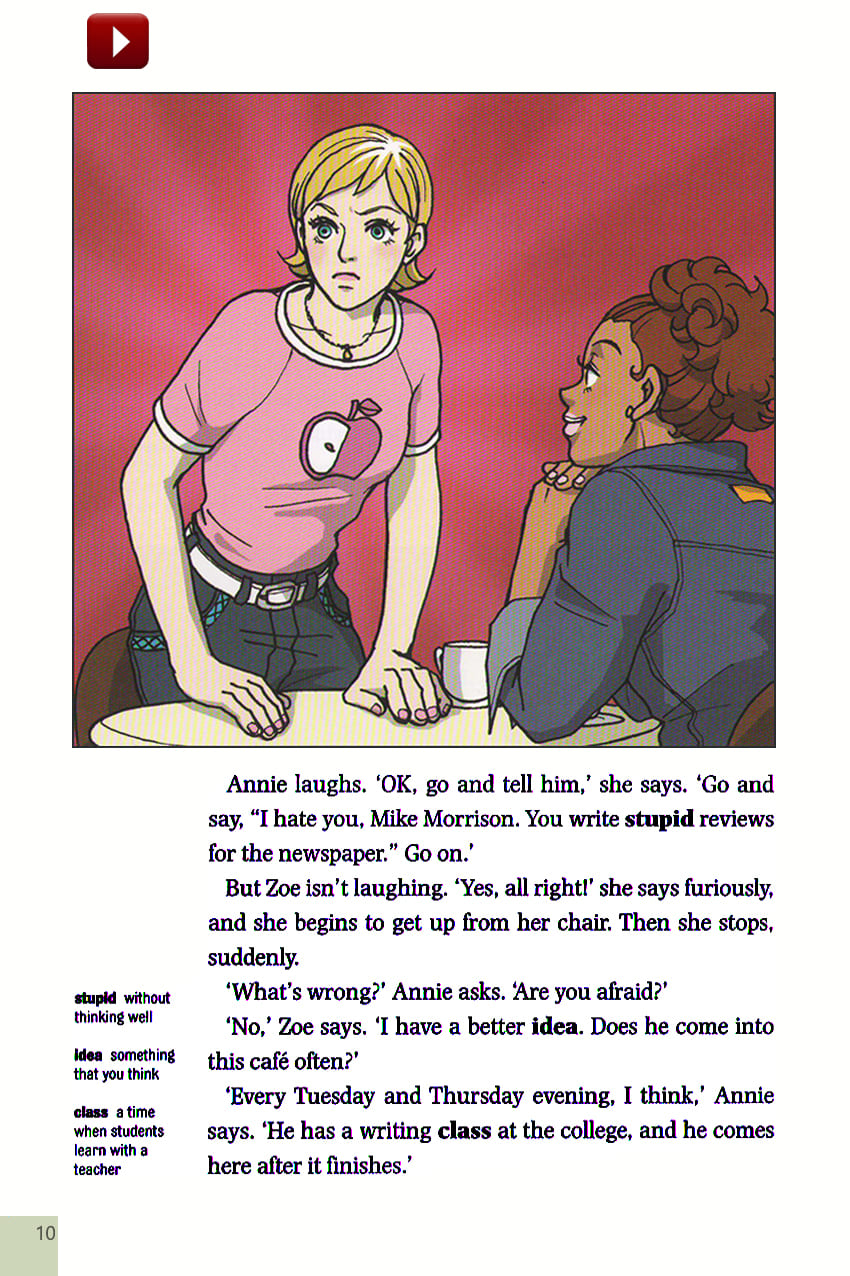 Annie laughs. ‘OK, go and tell him,’ she says. ‘Go and
say, “I hate you, Mike Morrison. You write stupid reviews
for the newspaper.” Go on.’
But Zoe isn’t laughing. ‘Yes, all right!’ she says furiously,
and she begins to get up from her chair. Then she stops,
suddenly.
‘What’s wrong?’ Annie asks. ‘Are you afraid?’
‘No,’ Zoe says. ‘I have a better idea. Does he come into
this café often?’
‘Every Tuesday and Thursday evening, I think,’ Annie
says. ‘He has a writing class at the college, and he comes
here after it finishes.’
stupid without
thinking well
idea something
that you think
class a time
when students
learn with a
teacher
10